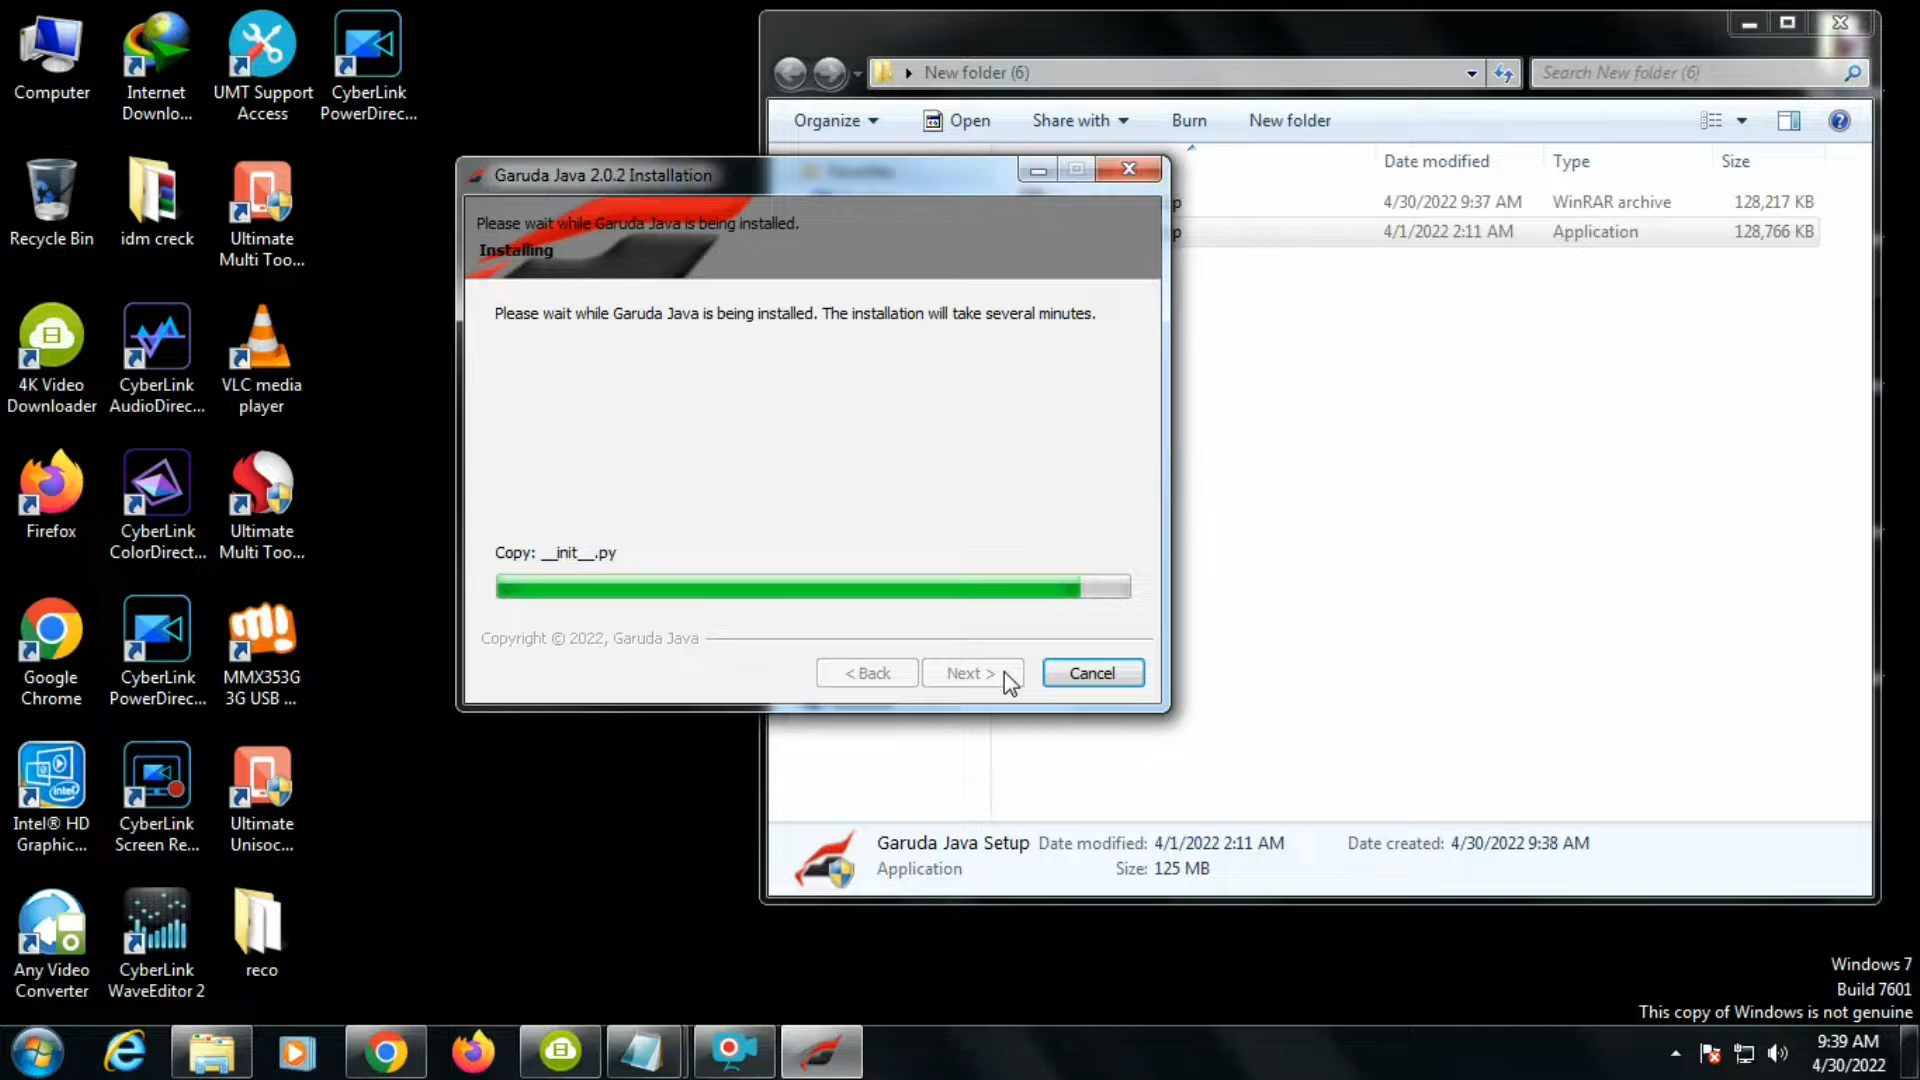 Computer
Internet
Downlo...
UMT Support
Access
CyberLink
PowerDirec...
Recycle Bin
idm creck
Ultimate
Multi Too...
4K Video
Downloader
CyberLink
AudioDirec...
VLC media
player
Firefox
CyberLink
ColorDirect...
Ultimate
Multi Too...
Google
Chrome
CyberLink
PowerDirec...
MMX353G
3G USB ...
Intel® HD
Graphic...
CyberLink
Screen Re...
Ultimate
Unisoc...
Any Video
Converter
CyberLink
WaveEditor 2
reco
New folder (6)
Search New folder (6)
Organize
Open
Share with
Burn
New folder
Date modified
Type
Size
p
4/30/2022 9:37 AM
WinRAR archive
128,217 KB
p
4/1/2022 2:11 AM
Application
128,766 KB
Garuda Java 2.0.2 Installation
Please wait while Garuda Java is being installed.
Installing
Please wait while Garuda Java is being installed. The installation will take several minutes.
Copy: __init__.py
Copyright © 2022, Garuda Java
< Back
Next >
Cancel
Garuda Java Setup Date modified: 4/1/2022 2:11 AM Date created: 4/30/2022 9:38 AM
Application Size: 125 MB
Windows 7
Build 7601
This copy of Windows is not genuine
9:39 AM
4/30/2022